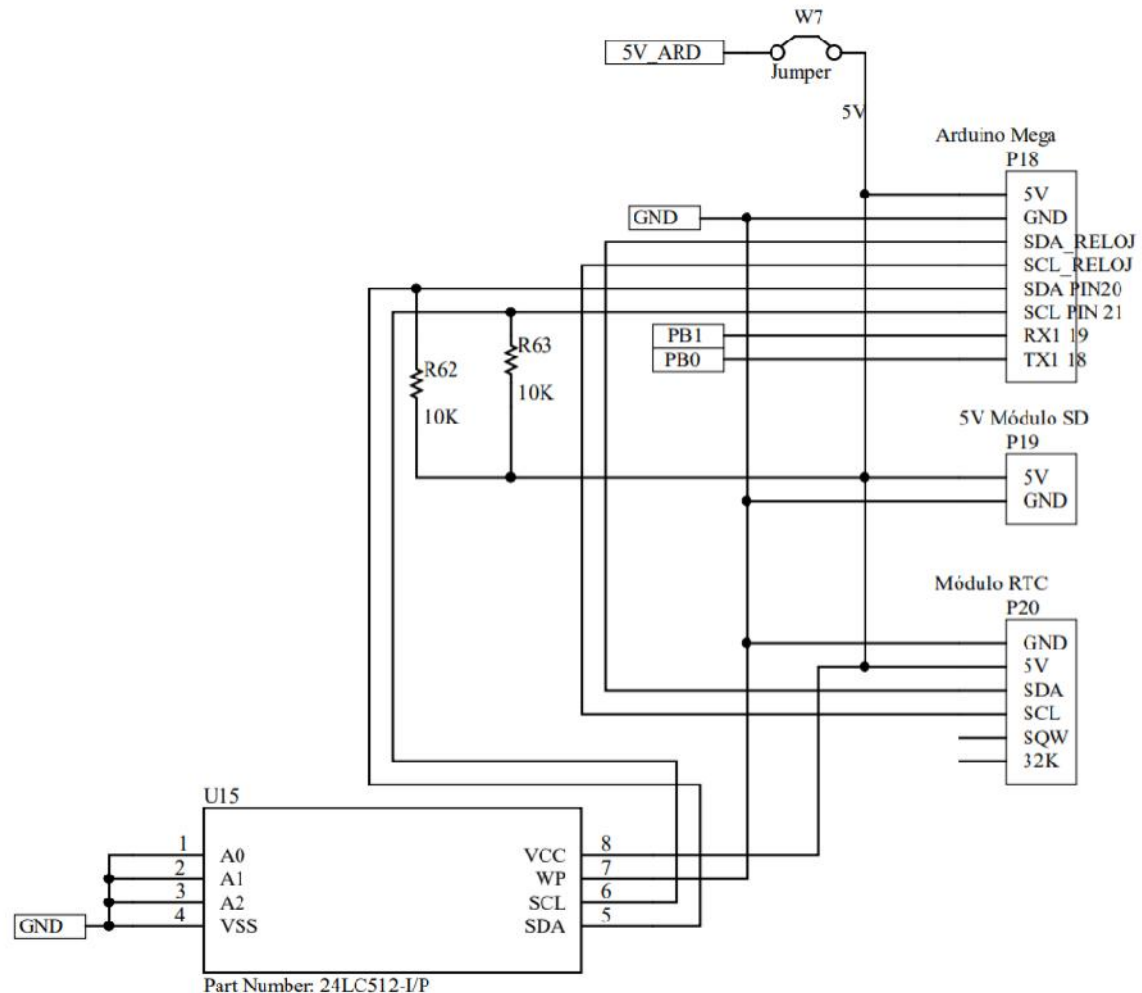 W7
5V_ARD
Jumper
5V
Arduino Mega
P18
5V
GND
GND
SDA_RELOJ
SCL_RELOJ
SDA PIN20
SCL PIN 21
PB1
RX1 19
PB0
TX1 18
R62
10K
R63
10K
5V Módulo SD
P19
5V
GND
Módulo RTC
P20
GND
5V
SDA
SCL
SQW
32K
U15
1 A0
2 A1
3 A2
4 VSS
GND
VCC 8
WP 7
SCL 6
SDA 5
Part Number: 24LC512-I/P